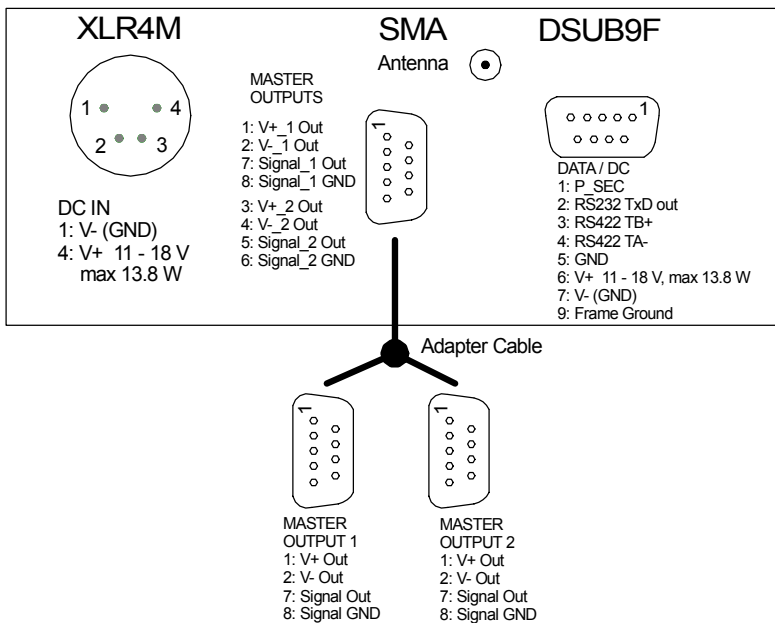 XLR4M
SMA
DSUB9F
Antenna
1
4
2
3
DC IN
1: V- (GND)
4: V+ 11 - 18 V
max 13.8 W
MASTER
OUTPUTS
1: V+_1 Out
2: V-_1 Out
7: Signal_1 Out
8: Signal_1 GND
3: V+_2 Out
4: V-_2 Out
5: Signal_2 Out
6: Signal_2 GND
1
1
DATA / DC
1: P_SEC
2: RS232 TxD out
3: RS422 TB+
4: RS422 TA-
5: GND
6: V+ 11 - 18 V, max 13.8 W
7: V- (GND)
9: Frame Ground
Adapter Cable
1
MASTER
OUTPUT 1
1: V+ Out
2: V- Out
7: Signal Out
8: Signal GND
1
MASTER
OUTPUT 2
1: V+ Out
2: V- Out
7: Signal Out
8: Signal GND